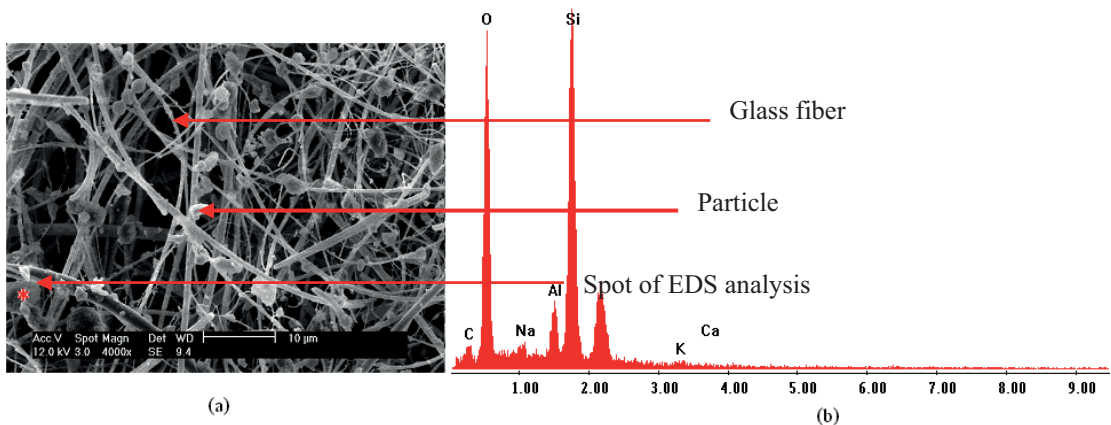 O
Si
Glass fiber
Particle
Spot of EDS analysis
Al
C
Na
K
Ca
Acc.V Spot Magn Det WD 10 µm
12.0 kV 3.0 4000x SE 9.4
1.00 2.00 3.00 4.00 5.00 6.00 7.00 8.00 9.00
(a)
(b)